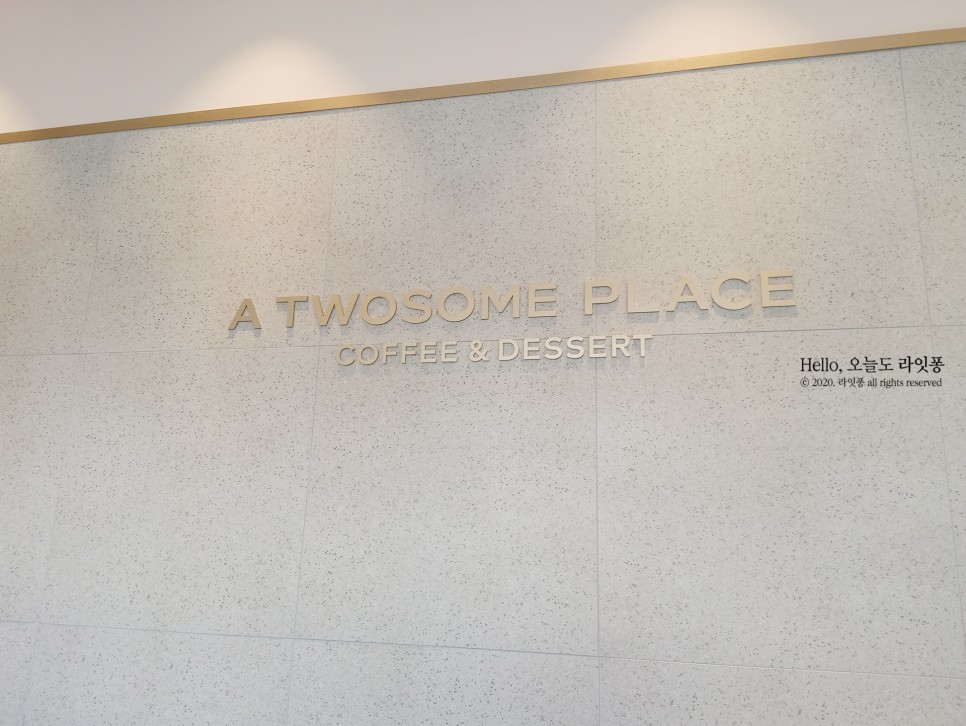 A TWOSOME PLACE
COFFEE & DESSERT
Hello, 오늘도 라잇퐁
© 2020. 라잇퐁 all rights reserved